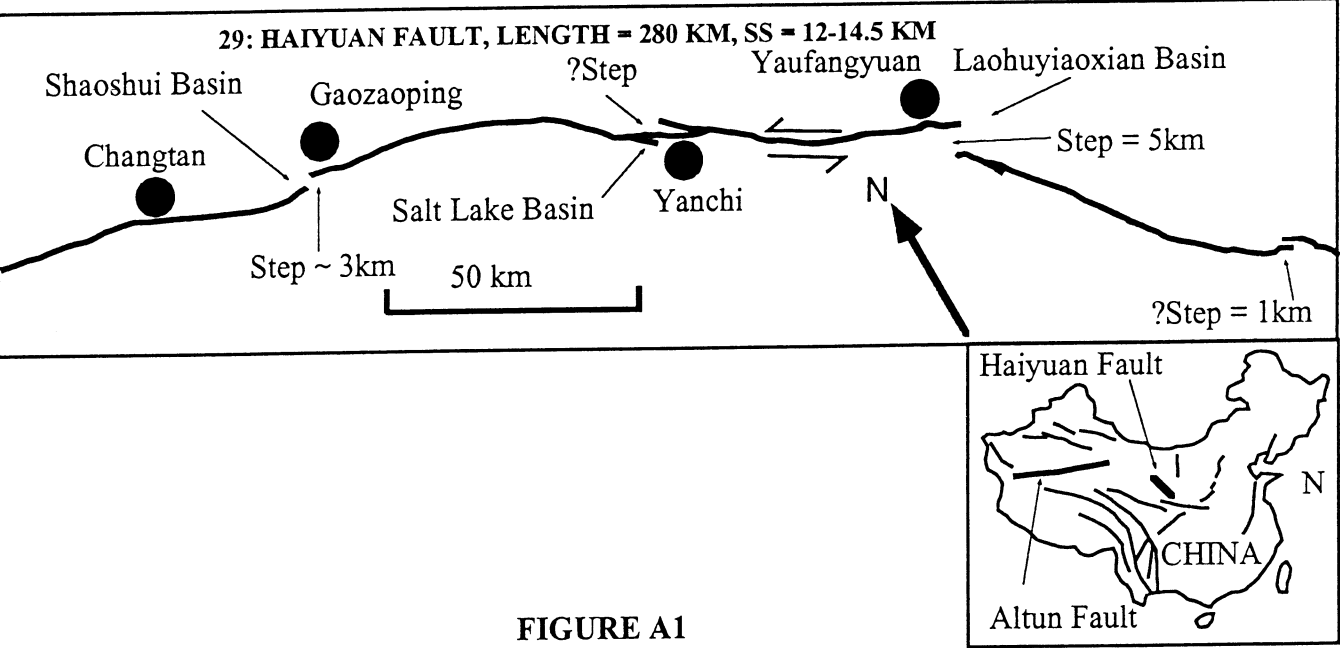 29: HAIYUAN FAULT, LENGTH = 280 KM, SS = 12-14.5 KM
Shaoshui Basin
Gaozaoping
?Step
Yaufangyuan
Laohuyiaoxian Basin
Changtan
Step = 5km
Salt Lake Basin
Yanchi
N
Step ~ 3km
50 km
?Step = 1km
Haiyuan Fault
N
CHINA
Altun Fault
FIGURE A1